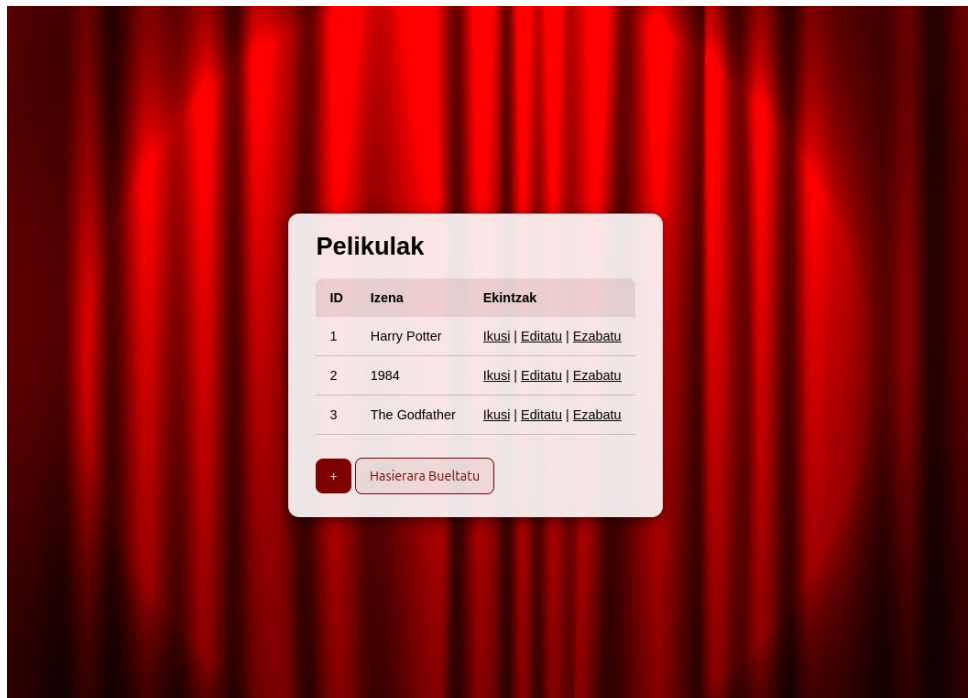 Pelikulak
ID Izena Ekintzak
1 Harry Potter Ikusi | Editatu | Ezabatu
2 1984 Ikusi | Editatu | Ezabatu
3 The Godfather Ikusi | Editatu | Ezabatu
+ Hasierara Bueltatu